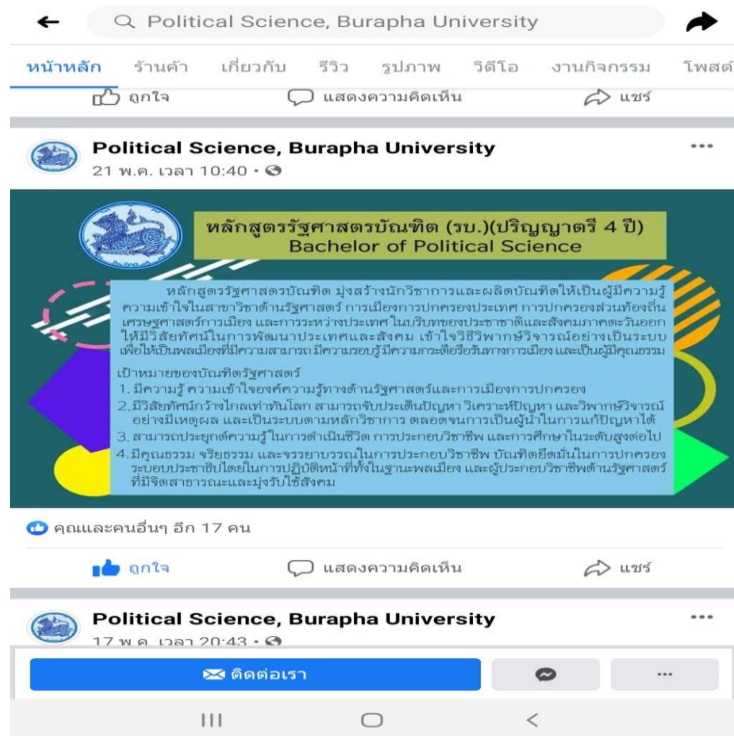 Political Science, Burapha University
หน้าหลัก ร้านค้า เกี่ยวกับ รีวิว รูปภาพ วิดีโอ งานกิจกรรม โพสต์
ถูกใจ แสดงความคิดเห็น แชร์
Political Science, Burapha University
21 พ.ค. เวลา 10:40
หลักสูตรรัฐศาสตรบัณฑิต (รบ.)(ปริญญาตรี 4 ปี)
Bachelor of Political Science
หลักสูตรรัฐศาสตรบัณฑิต มุ่งสร้างนักวิชาการและผลิตบัณฑิตให้เป็นผู้มีความรู้
ความเข้าใจในสาขาวิชาด้านรัฐศาสตร์ การเมืองการปกครองประเทศ การปกครองส่วนท้องถิ่น
เศรษฐศาสตร์การเมือง และการระหว่างประเทศ ในบริบทของประชาชาติและสังคมภาคตะวันออก
ให้มีวิสัยทัศน์ในการพัฒนาประเทศและสังคม เข้าใจวิธีวิพากษ์วิจารณ์อย่างเป็นระบบ
เพื่อให้เป็นพลเมืองที่มีความสามารถ มีความรอบรู้ มีความกระตือรือร้นทางการเมือง และเป็นผู้มีคุณธรรม
เป้าหมายของบัณฑิตรัฐศาสตร์
1. มีความรู้ ความเข้าใจองค์ความรู้ทางด้านรัฐศาสตร์และการเมืองการปกครอง
2. มีวิสัยทัศน์กว้างไกลเท่าทันโลก สามารถจับประเด็นปัญหา วิเคราะห์ปัญหา และวิพากษ์วิจารณ์
อย่างมีเหตุผล และเป็นระบบตามหลักวิชาการ ตลอดจนการเป็นผู้นำในการแก้ปัญหาได้
3. สามารถประยุกต์ความรู้ในการดำเนินชีวิต การประกอบวิชาชีพ และการศึกษาในระดับสูงต่อไป
4. มีคุณธรรม จริยธรรม และจรรยาบรรณในการประกอบวิชาชีพ บัณฑิตยึดมั่นในการปกครอง
ระบอบประชาธิปไตยในการปฏิบัติหน้าที่ทั้งในฐานะพลเมือง และผู้ประกอบวิชาชีพด้านรัฐศาสตร์
ที่มีจิตสาธารณะและมุ่งรับใช้สังคม
คุณและคนอื่นๆ อีก 17 คน
ถูกใจ แสดงความคิดเห็น แชร์
Political Science, Burapha University
17 พ.ค. เวลา 20:43
ติดต่อเรา